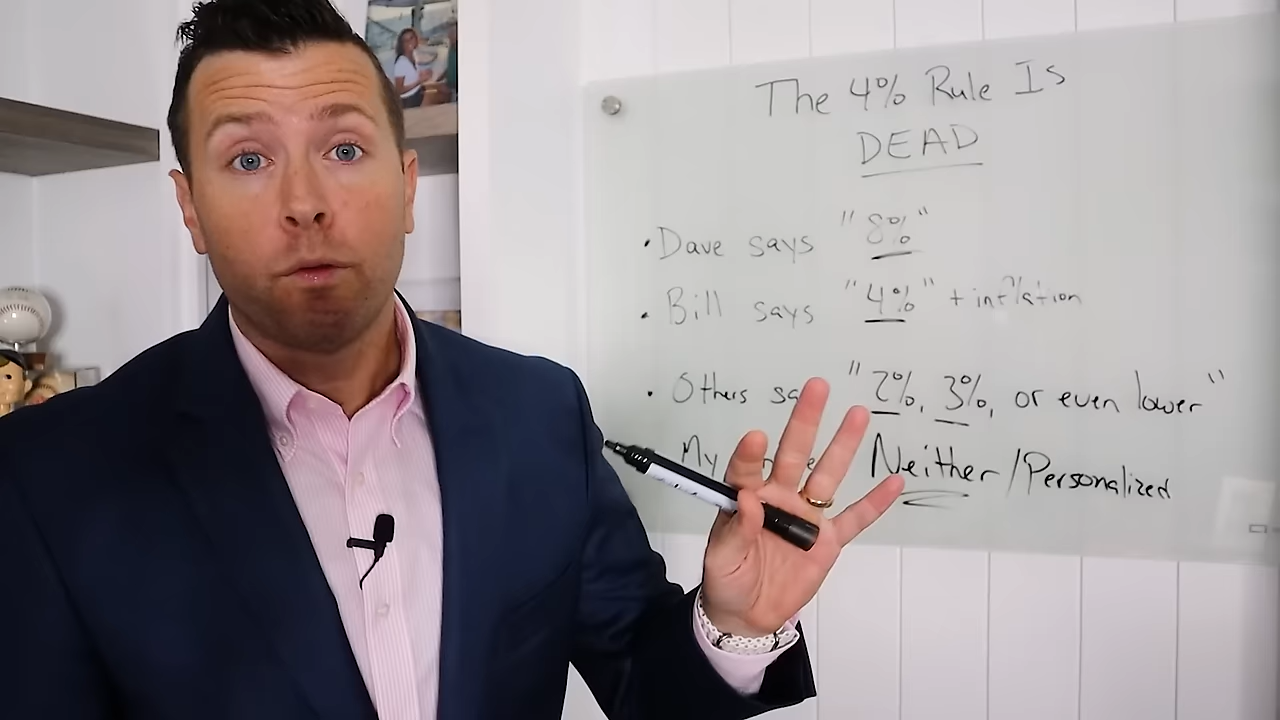 The 4% Rule Is
DEAD
• Dave says "8%"
• Bill says "4%" + inflation
• Others sa "2%, 3%, or even lower"
My Neither/Personalized